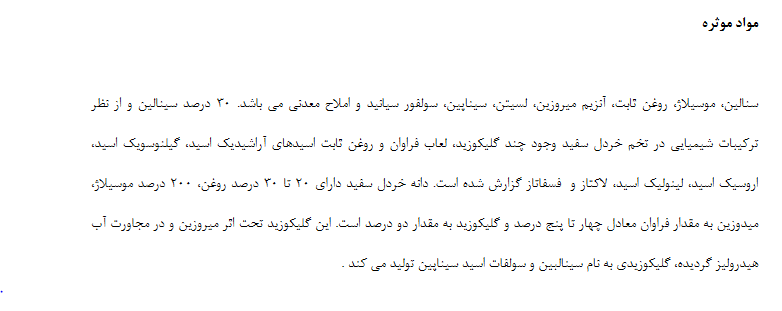 مواد موثره
سنالین، موسیلاژ، روغن ثابت، آنزیم میروزین، لسیتن، سیناپین، سولفور سیانید و املاح معدنی می باشد. ۳۰ درصد سینالین و از نظر
ترکیبات شیمیایی در تخم خردل سفید وجود چند گلیکوزید، لعاب فراوان و روغن ثابت اسیدهای آراشیدیک اسید، گیلنوسویک اسید،
اروسیک اسید، لینولیک اسید، لاکتاز و فسفاتاز گزارش شده است. دانه خردل سفید دارای ۲۰ تا ۳۰ درصد روغن، ۲۰۰ درصد موسیلاژ،
میدوزین به مقدار فراوان معادل چهار تا پنج درصد و گلیکوزید به مقدار دو درصد است. این گلیکوزید تحت اثر میروزین و در مجاورت آب
هیدرولیز گردیده، گلیکوزیدی به نام سینالبین و سولفات اسید سیناپین تولید می کند .